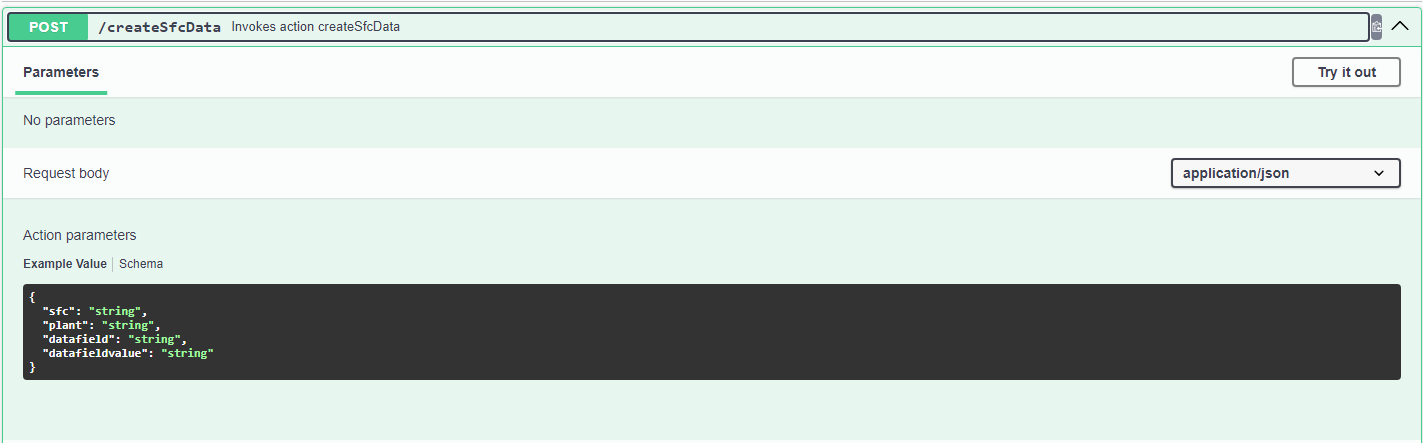 POST /createSfcData Invokes action createSfcData
Parameters
Try it out
No parameters
Request body
application/json
Action parameters
Example Value Schema
{
"sfc": "string",
"plant": "string",
"datafield": "string",
"datafieldvalue": "string"
}